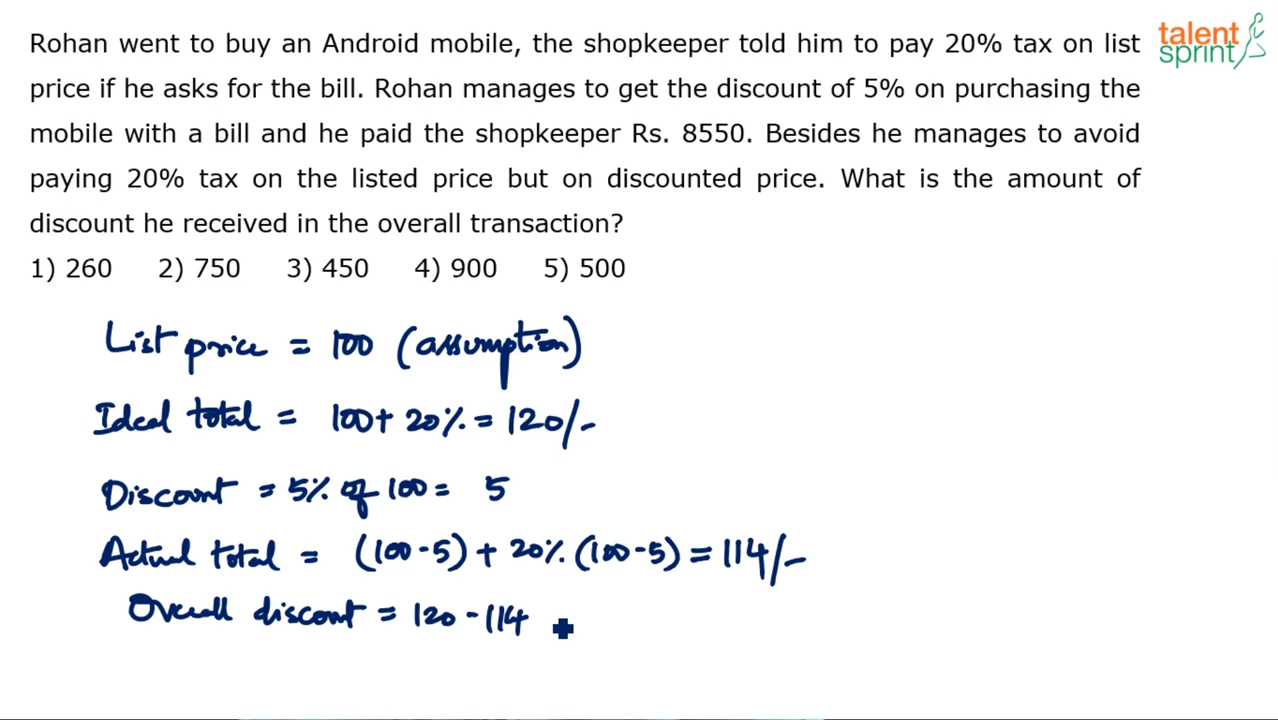 talent
sprint
Rohan went to buy an Android mobile, the shopkeeper told him to pay 20% tax on list
price if he asks for the bill. Rohan manages to get the discount of 5% on purchasing the
mobile with a bill and he paid the shopkeeper Rs. 8550. Besides he manages to avoid
paying 20% tax on the listed price but on discounted price. What is the amount of
discount he received in the overall transaction?
1) 260 2) 750 3) 450 4) 900 5) 500
List price = 100 (assumption)
Ideal total = 100+ 20% = 120/-
Discount = 5% of 100 = 5
Actual total = (100-5) + 20% (100-5) = 114/-
Overall discont = 120 - 114